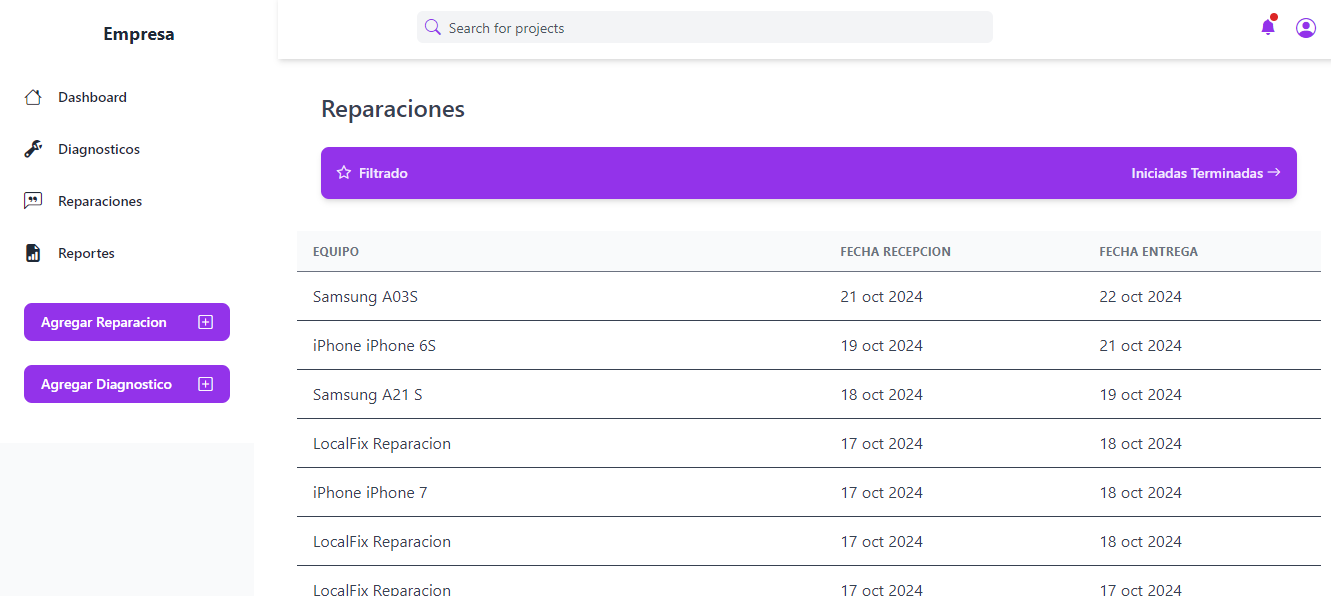 Empresa
Search for projects
Dashboard
Diagnosticos
Reparaciones
Reportes
Agregar Reparacion
Agregar Diagnostico
Reparaciones
Filtrado Iniciadas Terminadas →
EQUIPO FECHA RECEPCION FECHA ENTREGA
Samsung A03S 21 oct 2024 22 oct 2024
iPhone iPhone 6S 19 oct 2024 21 oct 2024
Samsung A21 S 18 oct 2024 19 oct 2024
LocalFix Reparacion 17 oct 2024 18 oct 2024
iPhone iPhone 7 17 oct 2024 18 oct 2024
LocalFix Reparacion 17 oct 2024 18 oct 2024
LocalFix Reparacion 17 oct 2024 17 oct 2024